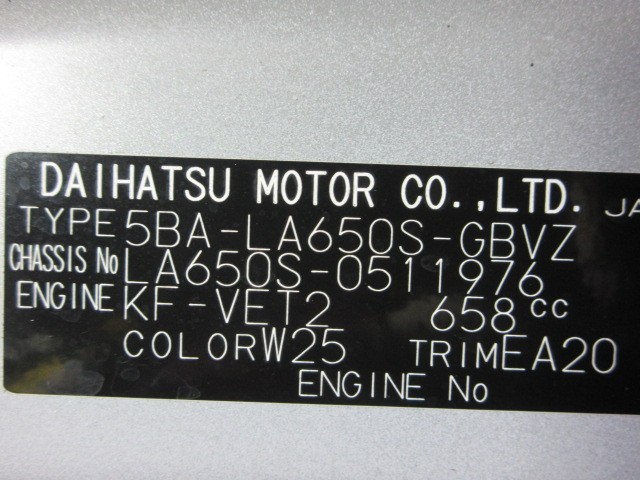 DAIHATSU MOTOR CO.,LTD. JA
TYPE 5BA-LA650S-GBVZ
CHASSIS No LA650S-0511976
ENGINE KF-VET2 658cc
COLOR W25 TRIM EA20
ENGINE No